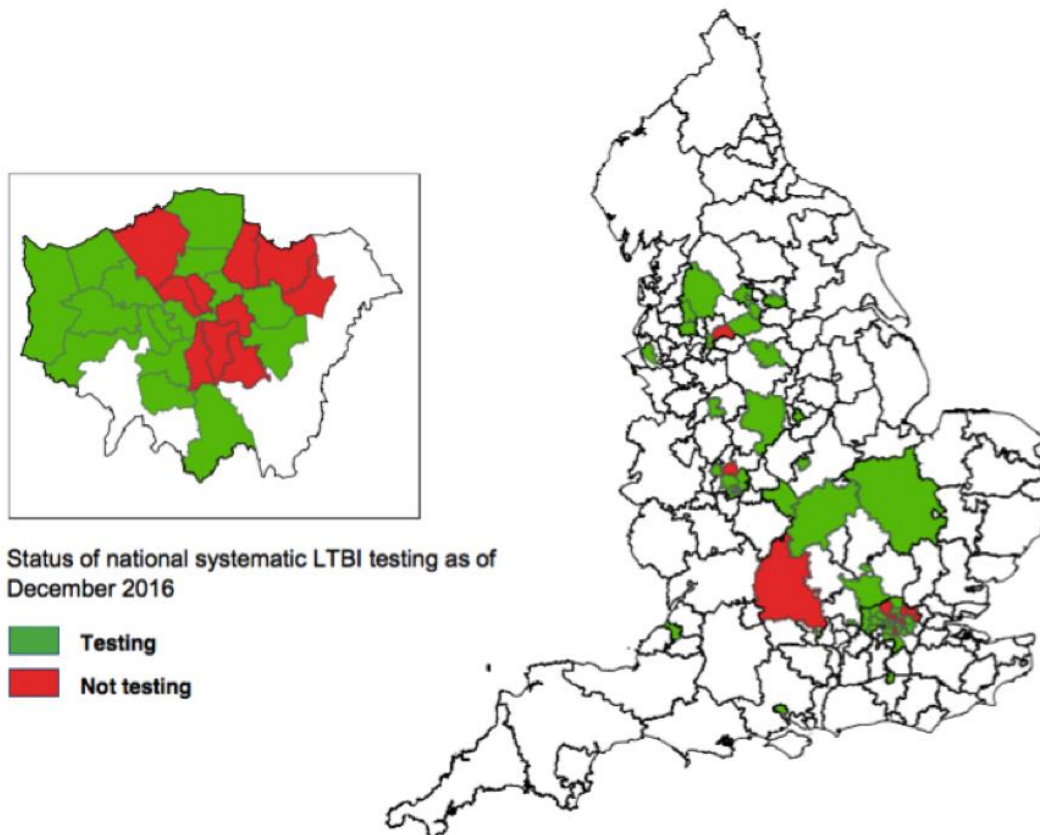 Status of national systematic LTBI testing as of
December 2016
Testing
Not testing